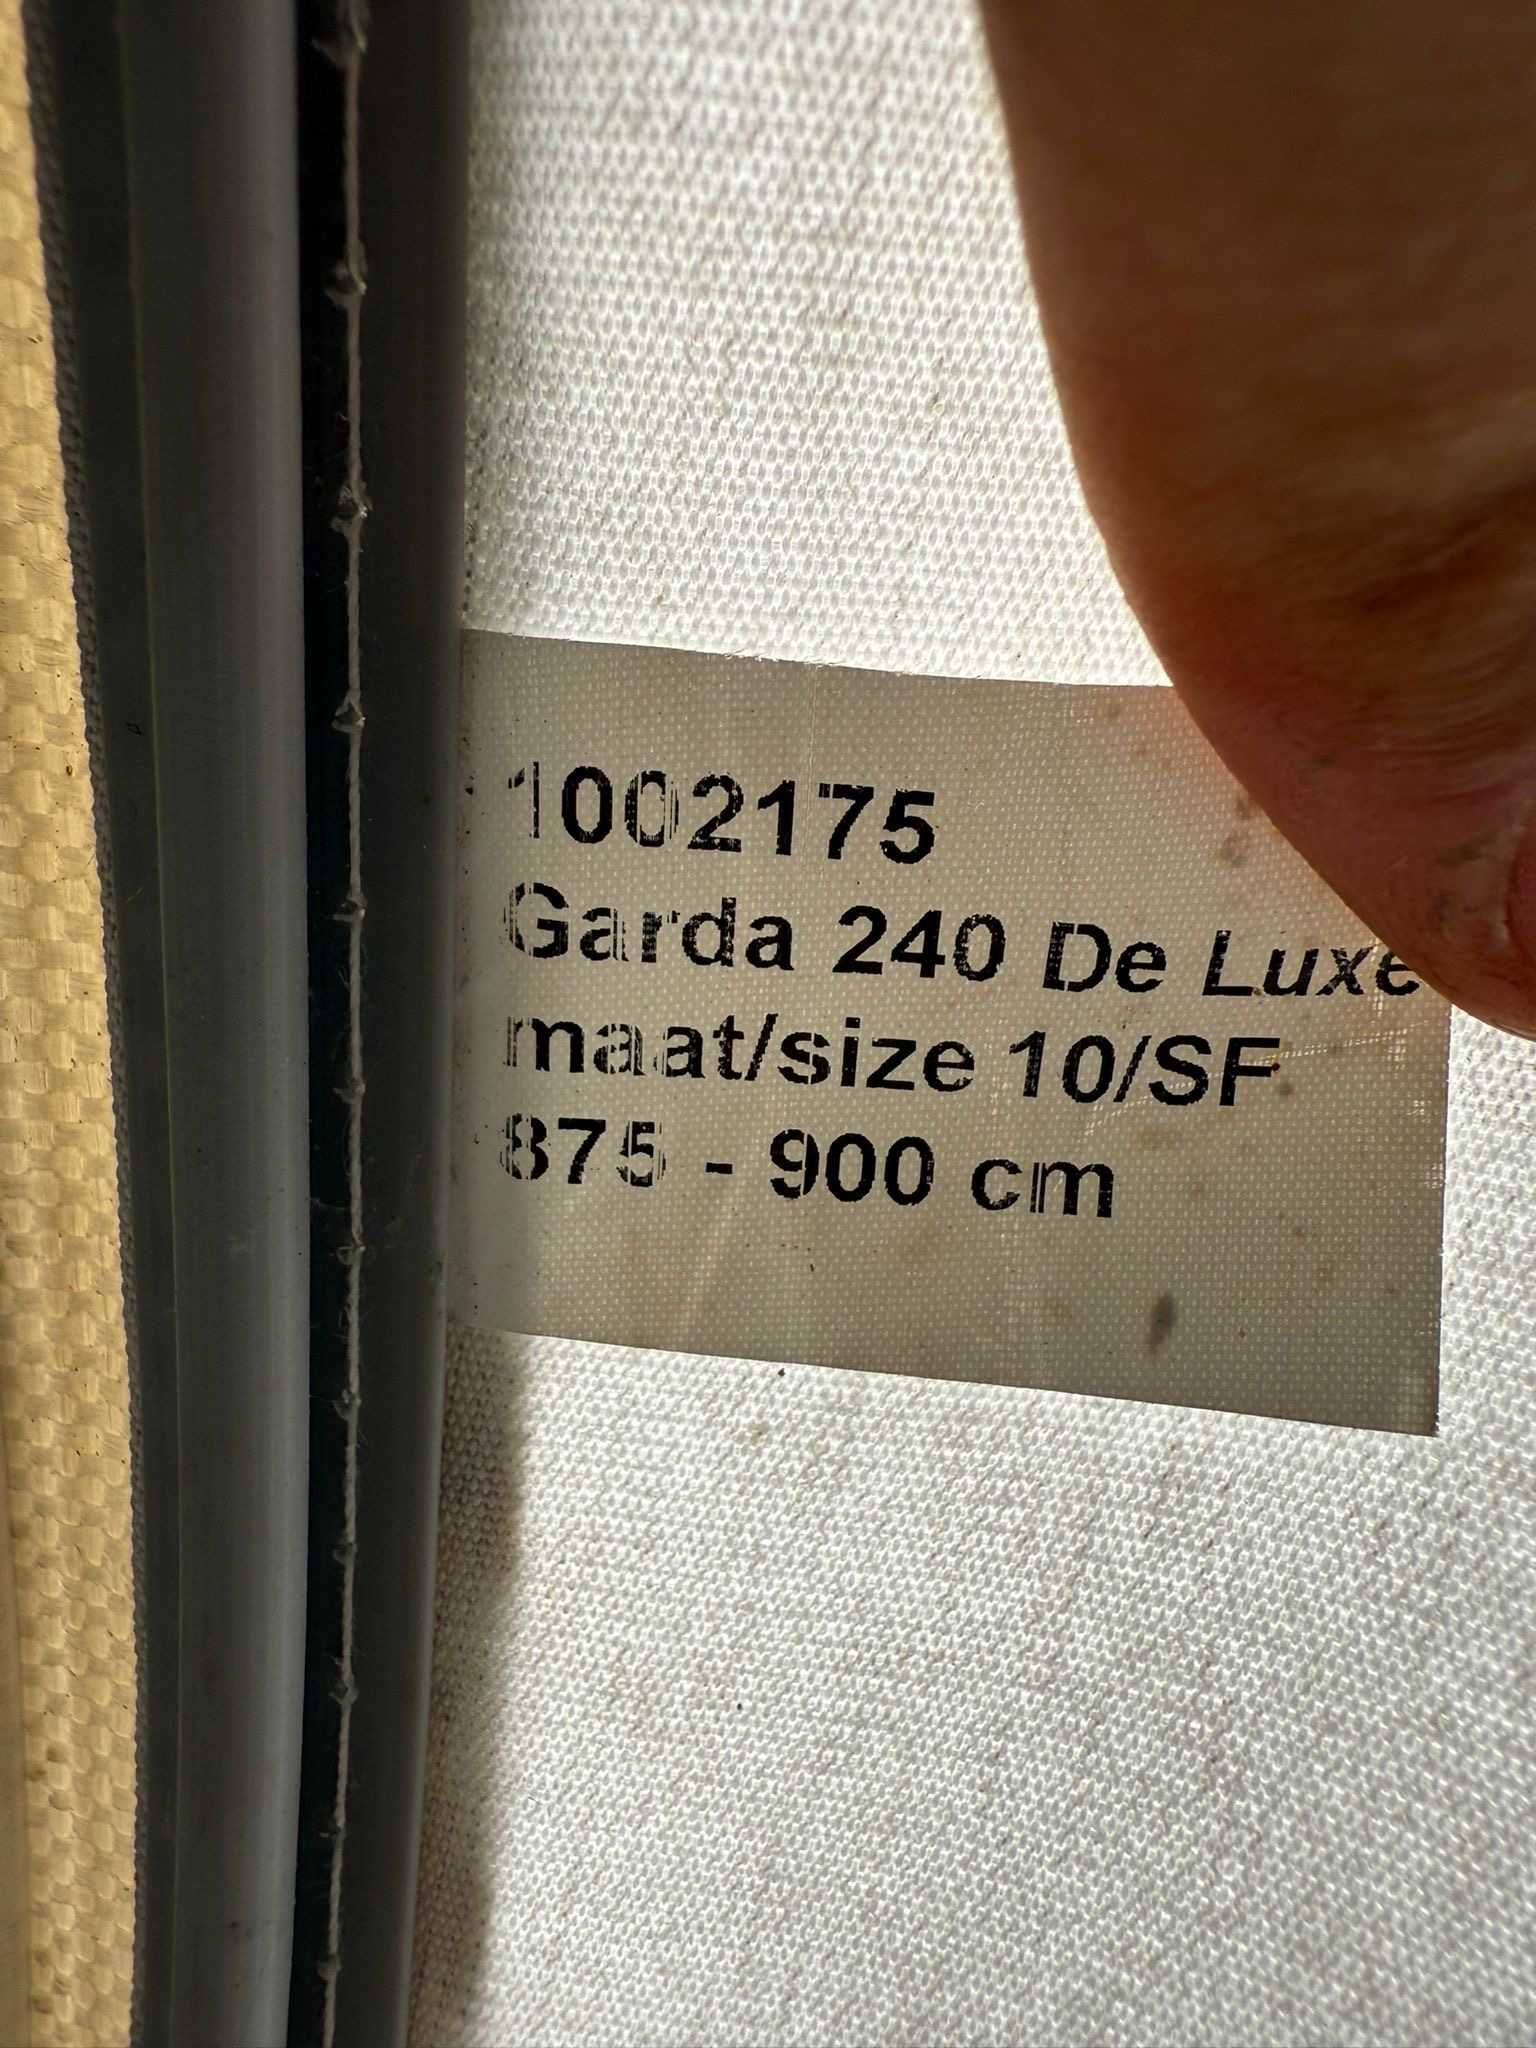 1002175
Garda 240 De Luxe
maat/size 10/SF
875 - 900 cm